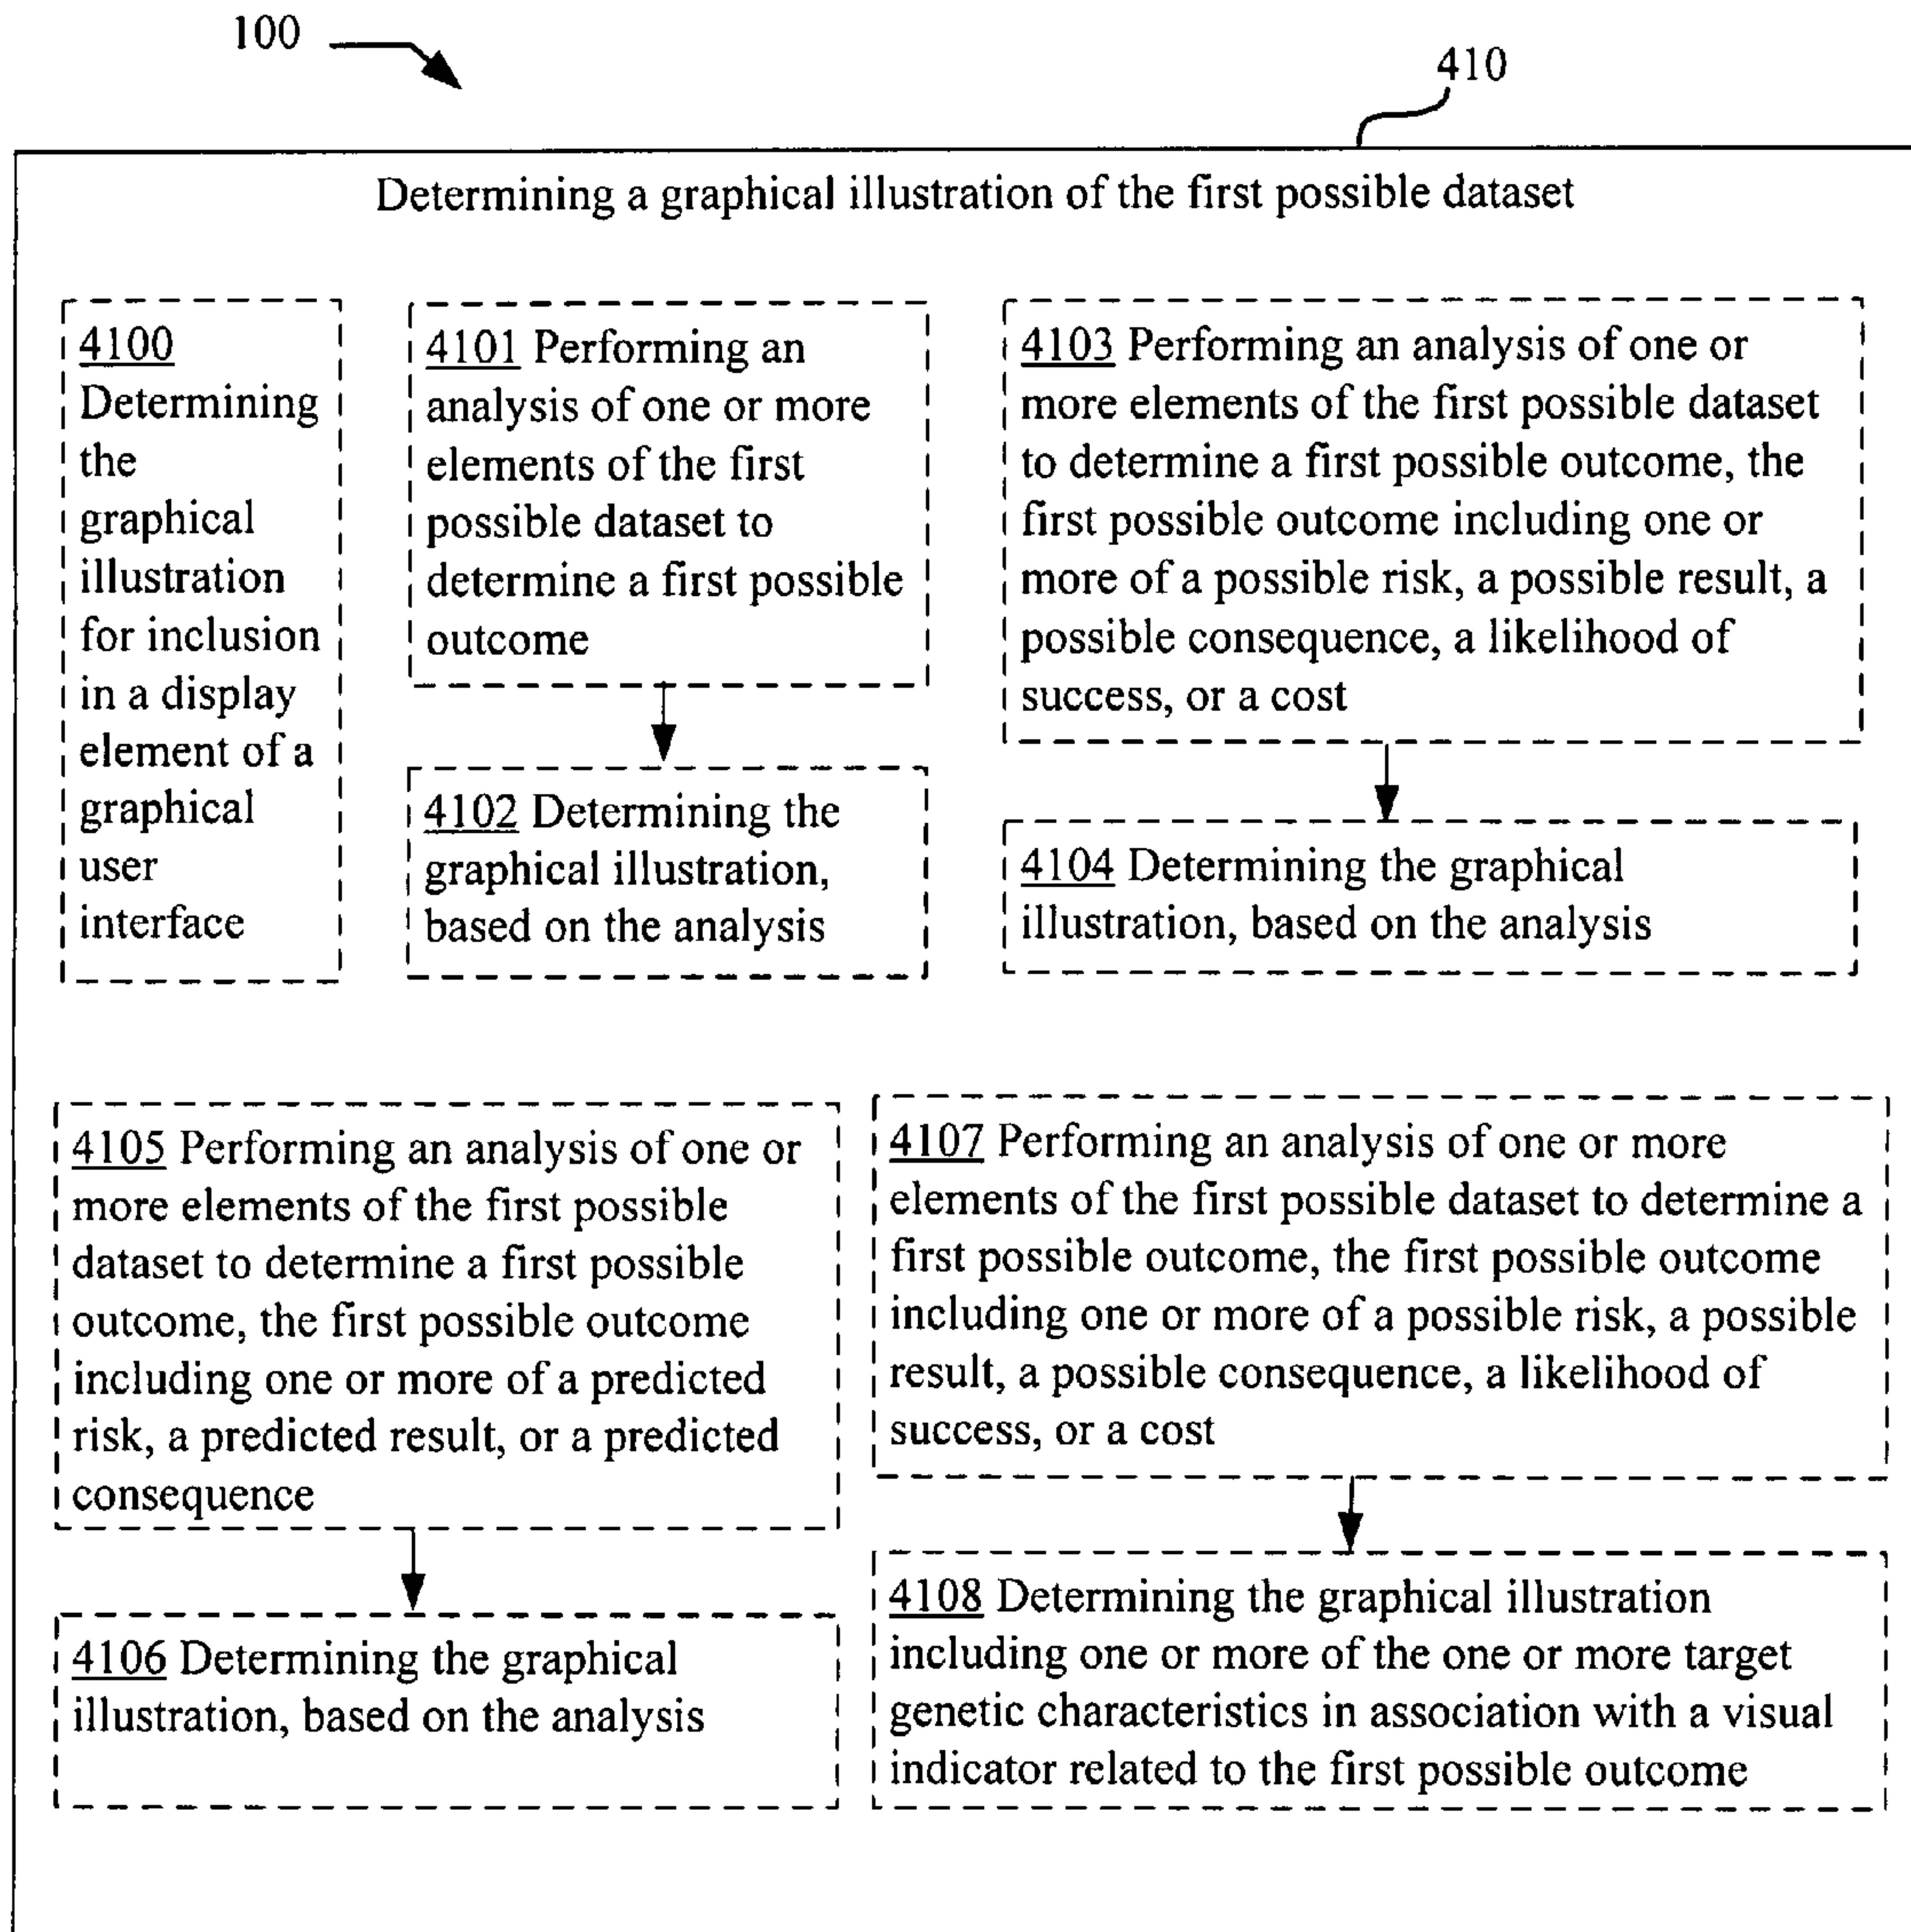 100
410
Determining a graphical illustration of the first possible dataset
4100
Determining
the
graphical
illustration
for inclusion
in a display
element of a
graphical
user
interface
4101 Performing an
analysis of one or more
elements of the first
possible dataset to
determine a first possible
outcome
4102 Determining the
graphical illustration,
based on the analysis
4103 Performing an analysis of one or
more elements of the first possible dataset
to determine a first possible outcome, the
first possible outcome including one or
more of a possible risk, a possible result, a
possible consequence, a likelihood of
success, or a cost
4104 Determining the graphical
illustration, based on the analysis
4105 Performing an analysis of one or
more elements of the first possible
dataset to determine a first possible
outcome, the first possible outcome
including one or more of a predicted
risk, a predicted result, or a predicted
consequence
4106 Determining the graphical
illustration, based on the analysis
4107 Performing an analysis of one or more
elements of the first possible dataset to determine a
first possible outcome, the first possible outcome
including one or more of a possible risk, a possible
result, a possible consequence, a likelihood of
success, or a cost
4108 Determining the graphical illustration
including one or more of the one or more target
genetic characteristics in association with a visual
indicator related to the first possible outcome